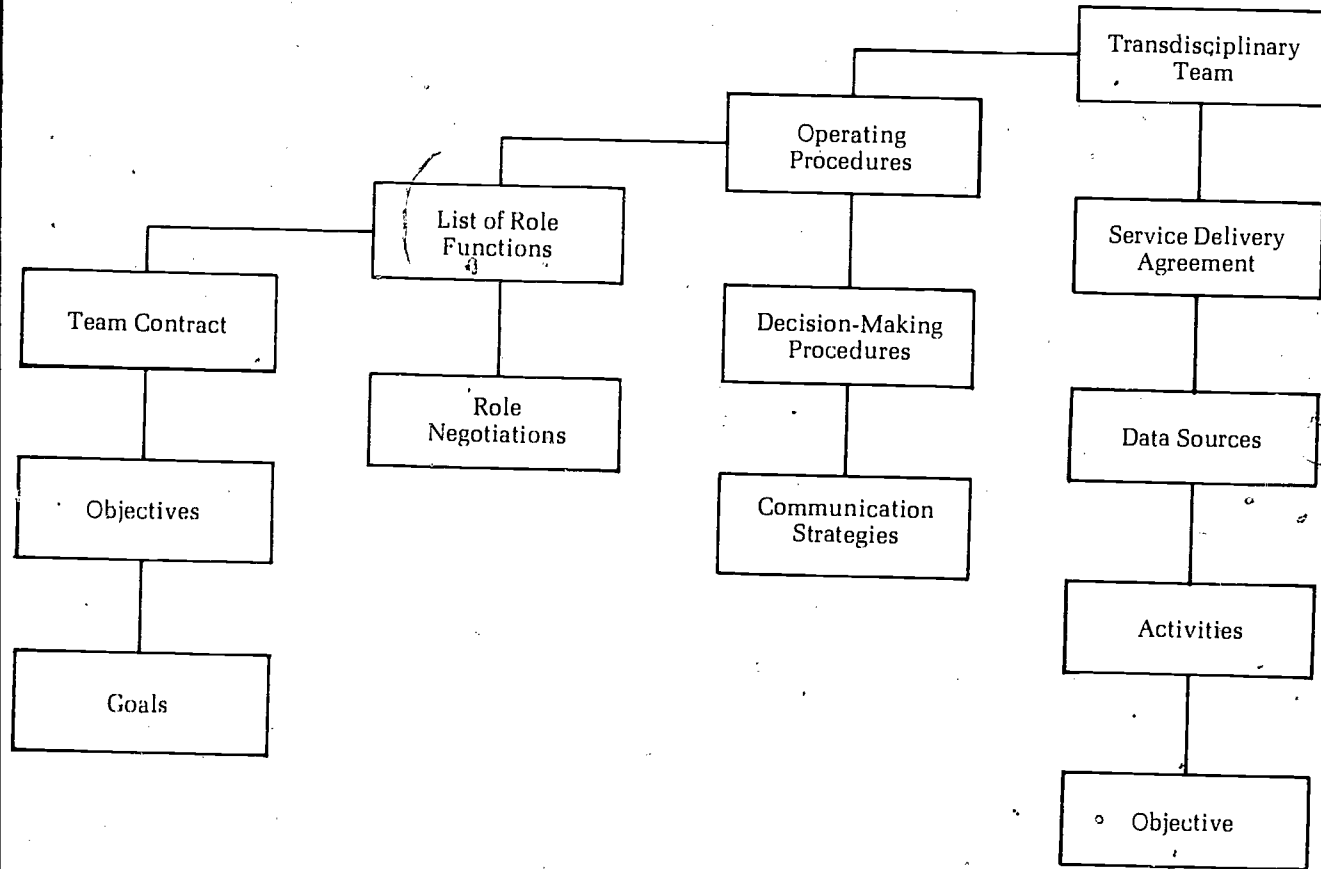 Transdisciplinary
Team
Operating
Procedures
List of Role
Functions
Team Contract
Service Delivery
Agreement
Decision-Making
Procedures
Role
Negotiations
Data Sources
Objectives
Communication
Strategies
Activities
Goals
Objective